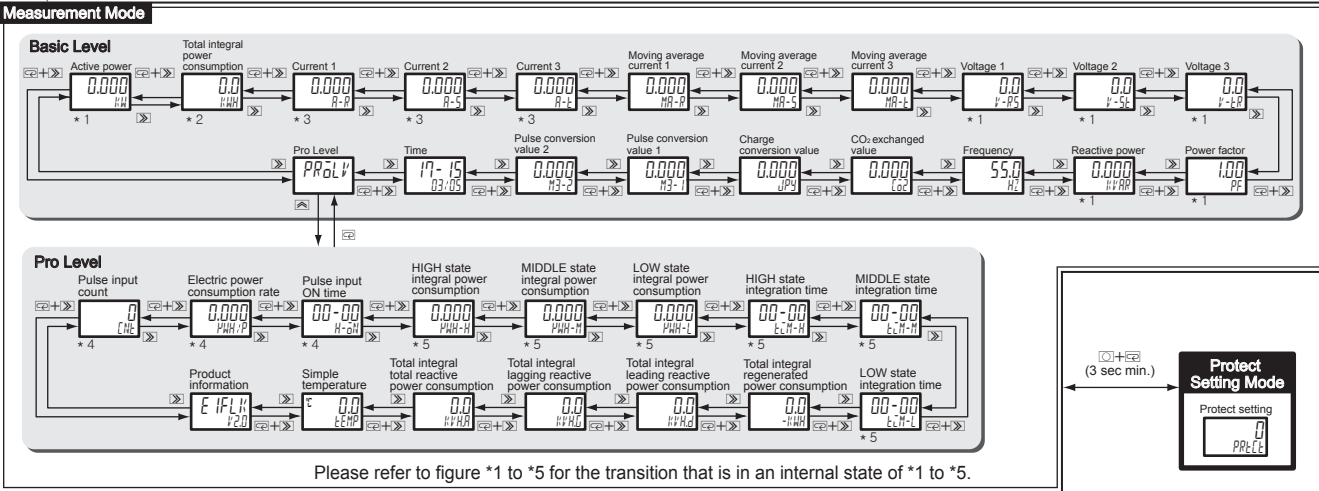 Measurement Mode
Basic Level
Active power
0.000
KW
* 1
Total integral
power
consumption
0.0
KWH
* 2
Current 1
0.000
A-R
* 3
Current 2
0.000
A-S
* 3
Current 3
0.000
A-t
* 3
Moving average
current 1
0.000
MA-R
Moving average
current 2
0.000
MA-S
Moving average
current 3
0.000
MA-t
Voltage 1
0.0
V-RS
* 1
Voltage 2
0.0
V-St
* 1
Voltage 3
0.0
V-tR
* 1
Pro Level
PRōLV
Time
17-15
03/05
Pulse conversion
value 2
0.000
M3-2
Pulse conversion
value 1
0.000
M3-1
Charge
conversion value
0.000
JPY
CO2 exchanged
value
0.000
Co2
Frequency
55.0
HZ
Reactive power
0.000
KVAR
* 1
Power factor
1.00
PF
* 1
Pro Level
Pulse input
count
0
CNt
* 4
Electric power
consumption rate
0.000
KWH/P
* 4
Pulse input
ON time
00-00
H-oN
* 4
HIGH state
integral power
consumption
0.000
KWH-H
* 5
MIDDLE state
integral power
consumption
0.000
KWH-M
* 5
LOW state
integral power
consumption
0.000
KWH-L
* 5
HIGH state
integration time
00-00
tiM-H
* 5
MIDDLE state
integration time
00-00
tiM-M
* 5
Product
information
E1FLK
V2.0
Simple
temperature
°C
0.0
tEMP
Total integral
total reactive
power consumption
0.0
KVH.A
Total integral
lagging reactive
power consumption
0.0
KVH.G
Total integral
leading reactive
power consumption
0.0
KVH.d
Total integral
regenerated
power consumption
0.0
-KWH
LOW state
integration time
00-00
tiM-L
* 5
Please refer to figure *1 to *5 for the transition that is in an internal state of *1 to *5.
(3 sec min.)
Protect
Setting Mode
Protect setting
0
PRtCt